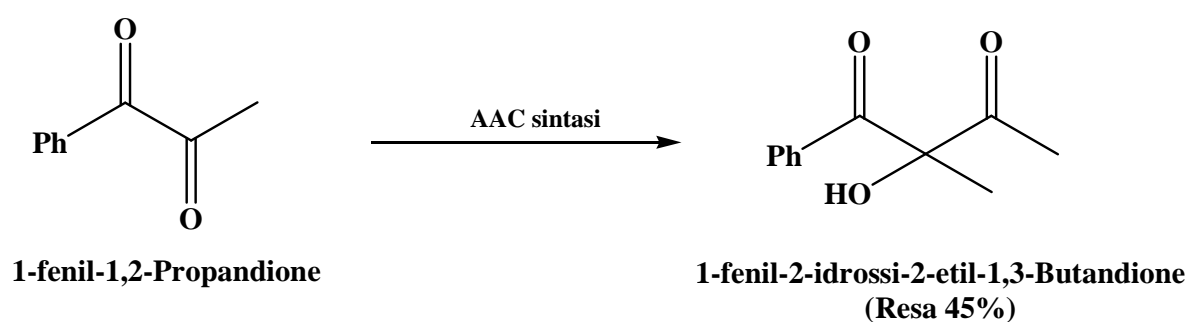 O
O
O
AAC sintasi
Ph
Ph
HO
O
1-fenil-1,2-Propandione
1-fenil-2-idrossi-2-etil-1,3-Butandione
(Resa 45%)